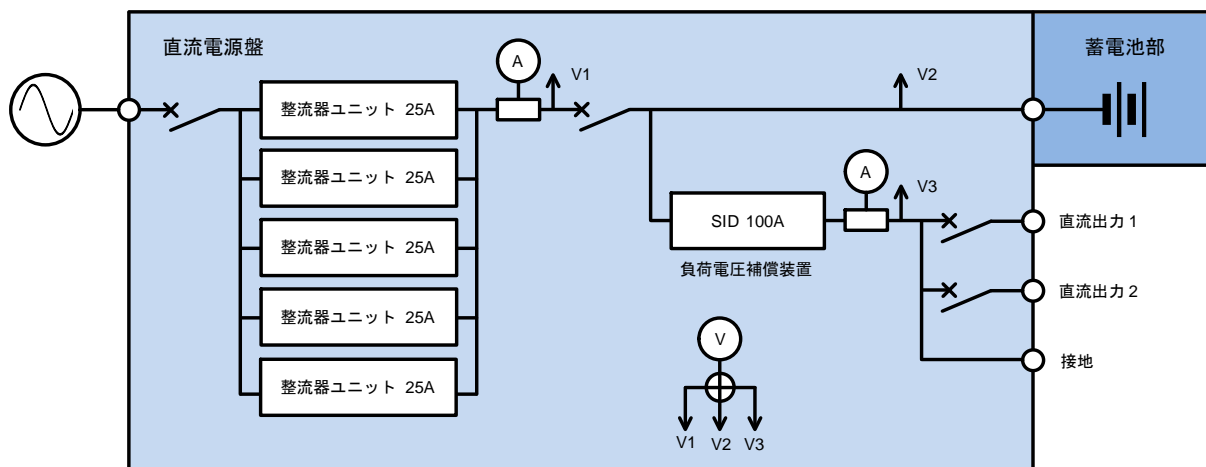 直流電源盤
蓄電池部
A
V1
V2
整流器ユニット 25A
整流器ユニット 25A
整流器ユニット 25A
整流器ユニット 25A
整流器ユニット 25A
A
V3
SID 100A
負荷電圧補償装置
直流出力1
直流出力2
接地
V
V1
V2
V3